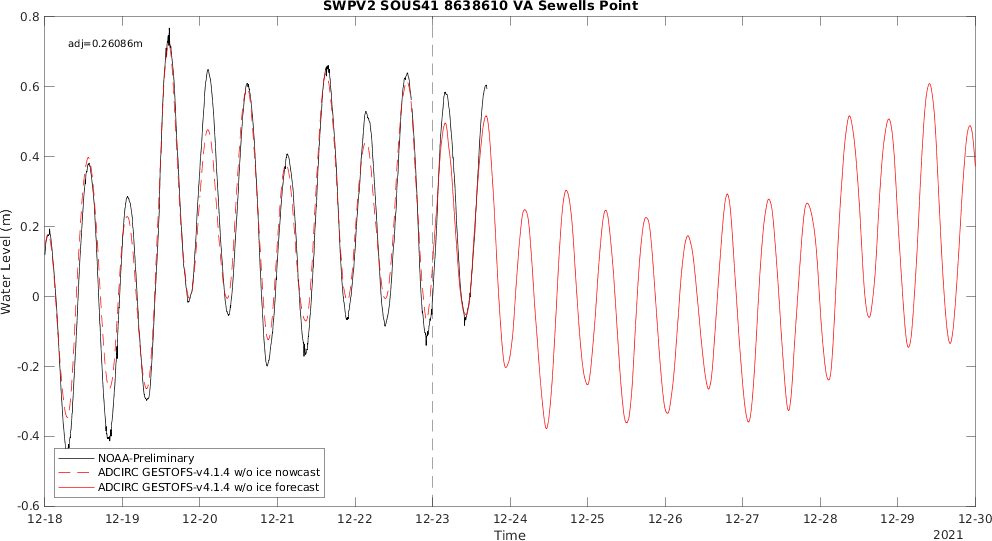 SWPV2 SOUS41 8638610 VA Sewells Point
adj=0.26086m
0.8
0.6
0.4
0.2
0
-0.2
-0.4
-0.6
Water Level (m)
NOAA-Preliminary
ADCIRC GESTOFS-v4.1.4 w/o ice nowcast
ADCIRC GESTOFS-v4.1.4 w/o ice forecast
12-18 12-19 12-20 12-21 12-22 12-23 12-24 12-25 12-26 12-27 12-28 12-29 12-30
Time
2021